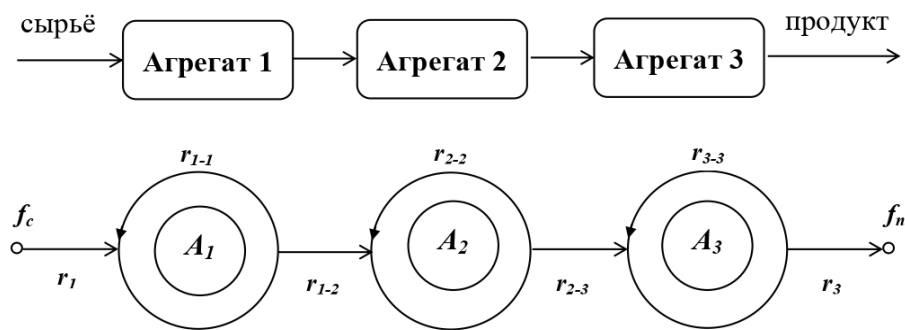 сырьё
продукт
Агрегат 1
Агрегат 2
Агрегат 3
r1-1
r2-2
r3-3
fc
fп
A1
A2
A3
r1
r1-2
r2-3
r3